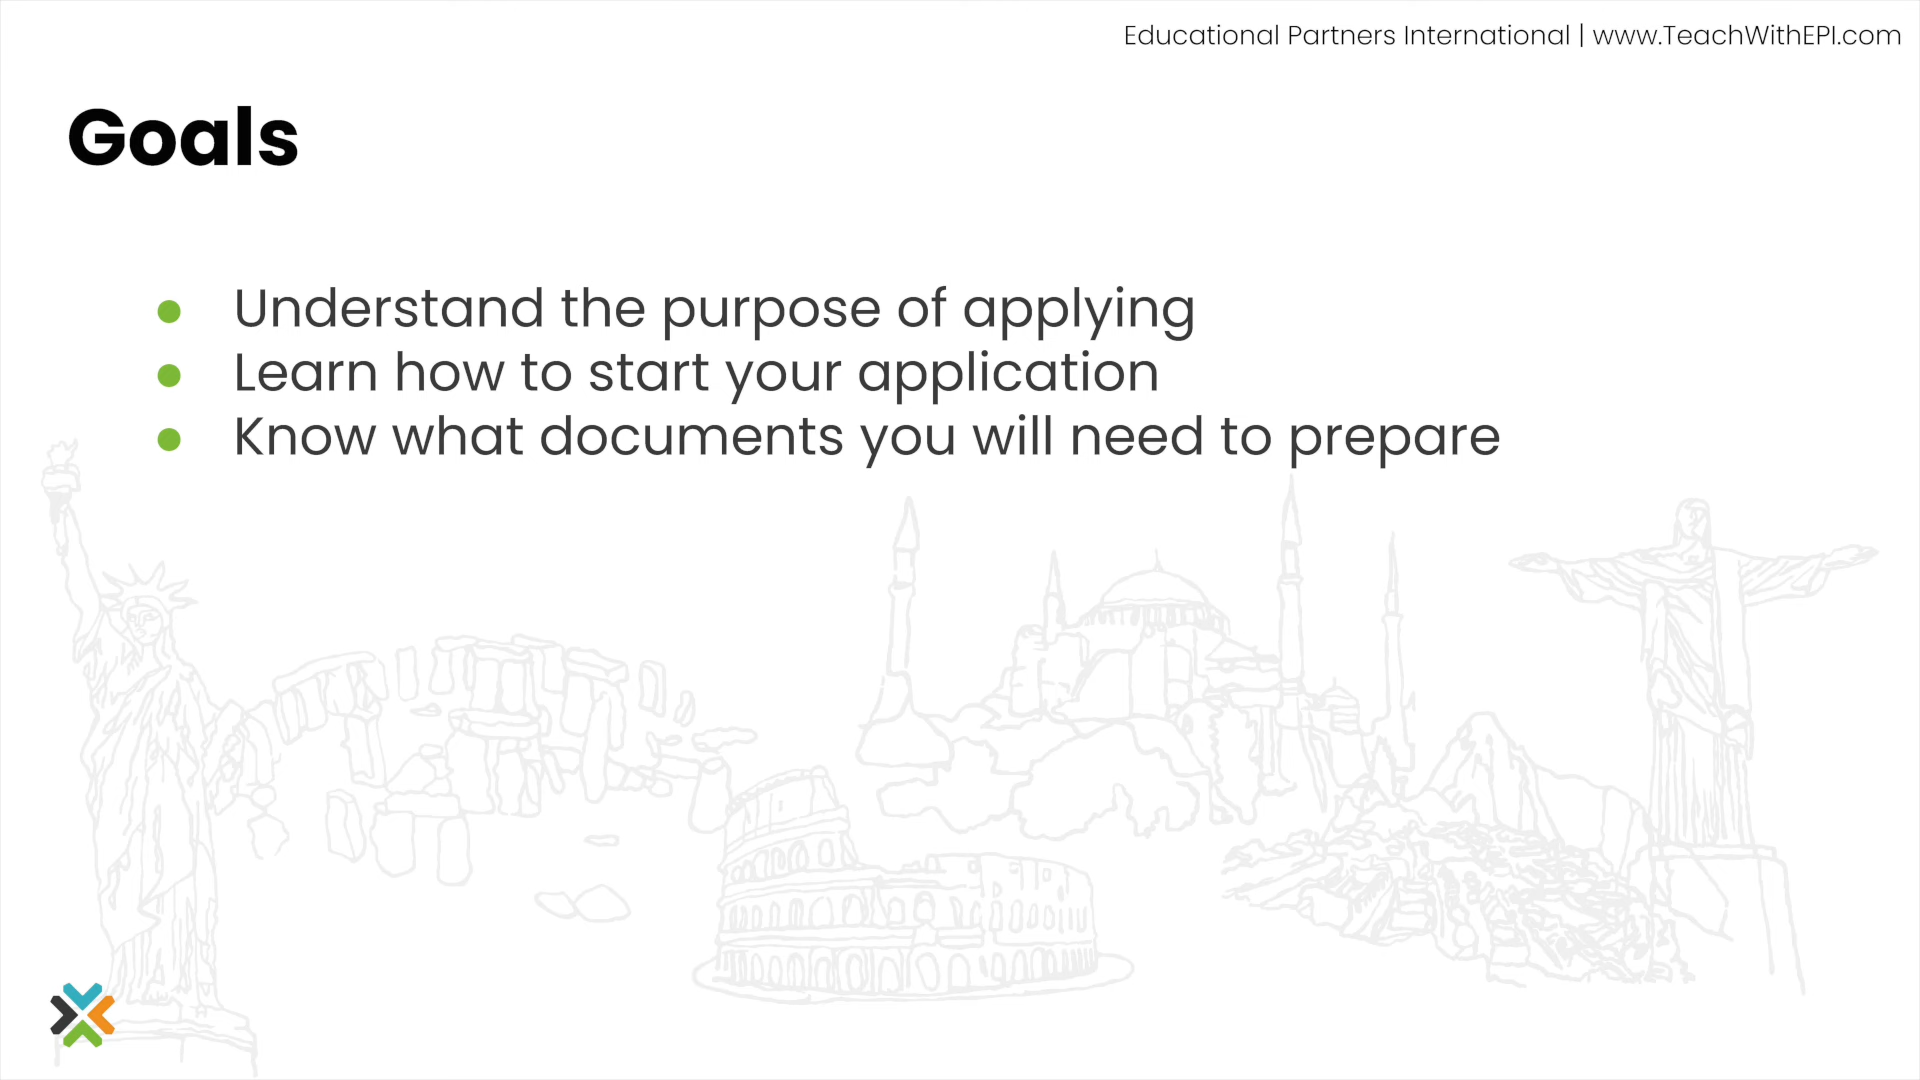 Educational Partners International | www.TeachWithEPI.com
Goals
● Understand the purpose of applying
● Learn how to start your application
● Know what documents you will need to prepare